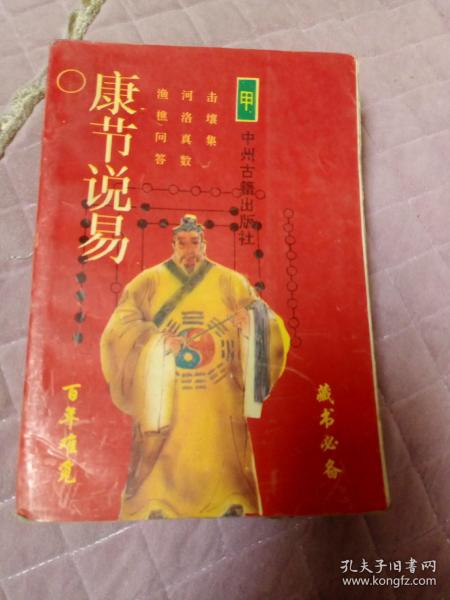 甲
击壤集
河洛真数
渔樵问答
中州古籍出版社
康节说易
百年难觅
藏书必备
孔夫子旧书网
www.kongfz.com